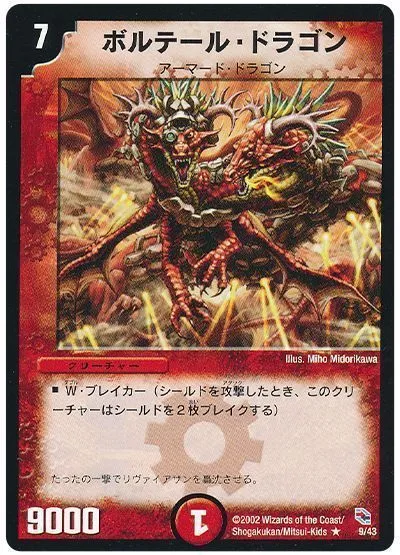 7
ボルテール・ドラゴン
アーマード・ドラゴン
Illus. Miho Midorikawa
クリーチャー
■ W・ブレイカー（シールドを攻撃したとき、このクリ
ーチャーはシールドを2枚ブレイクする）
たったの一撃でリヴァイアサンを轟沈させる。
9000
1
©2002 Wizards of the Coast/
Shogakukan/Mitsui-Kids ★ 9/43